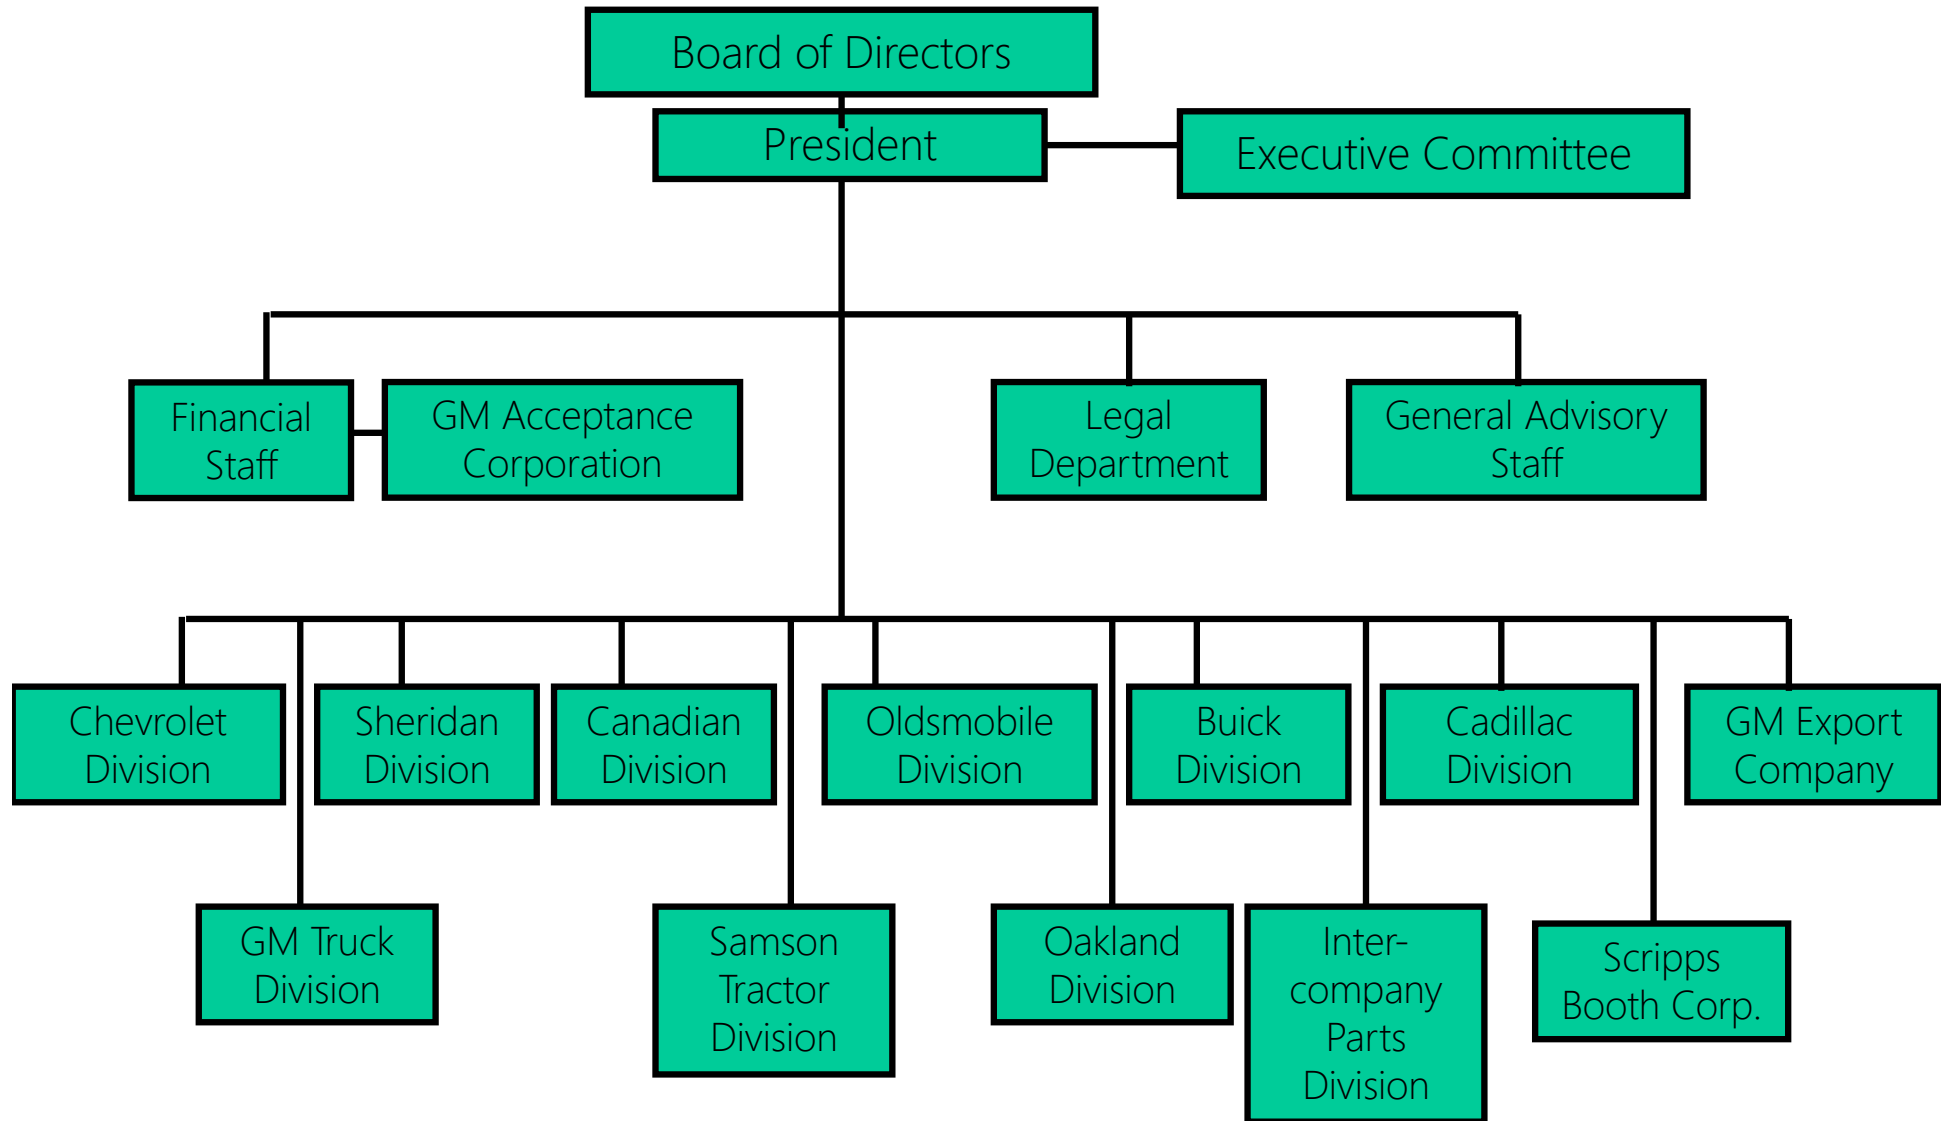 Board of Directors
President
Executive Committee
Financial
Staff
GM Acceptance
Corporation
Legal
Department
General Advisory
Staff
Chevrolet
Division
Sheridan
Division
Canadian
Division
Oldsmobile
Division
Buick
Division
Cadillac
Division
GM Export
Company
GM Truck
Division
Samson
Tractor
Division
Oakland
Division
Inter-
company
Parts
Division
Scripps
Booth Corp.